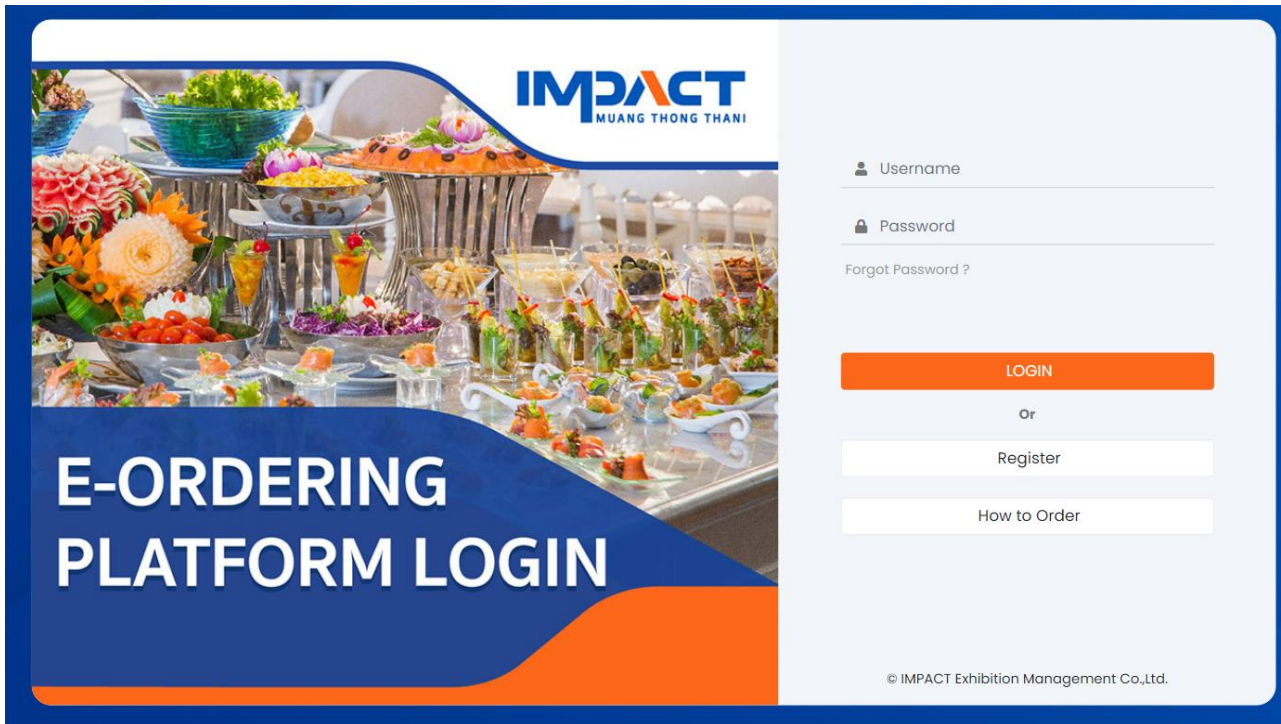 IMPACT
MUANG THONG THANI
E-ORDERING
PLATFORM LOGIN
Username
Password
Forgot Password ?
LOGIN
Or
Register
How to Order
© IMPACT Exhibition Management Co.,Ltd.